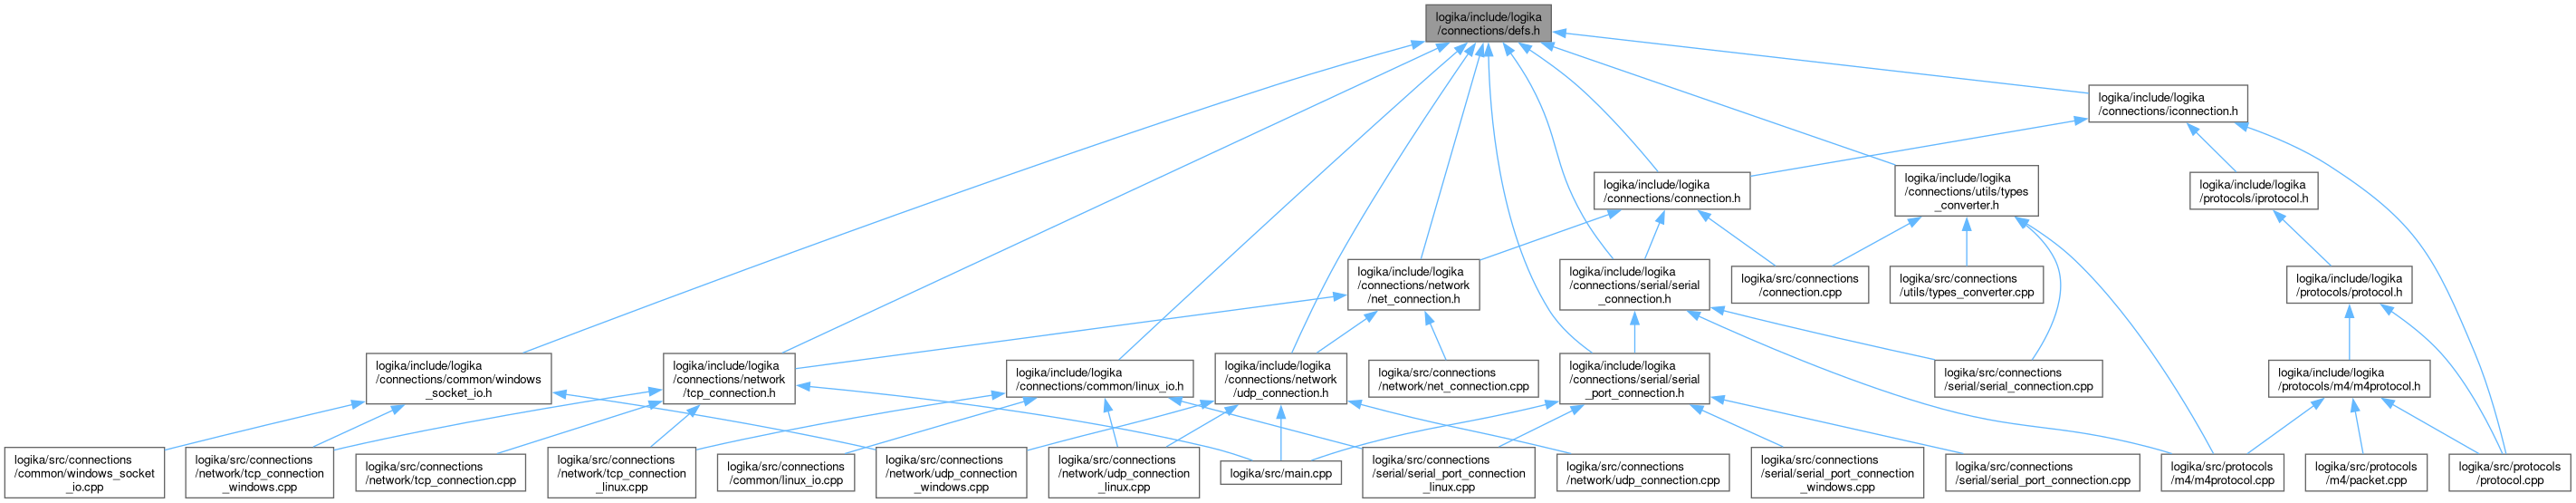 logika/include/logika
/connections/defs.h
logika/include/logika
/connections/iconnection.h
logika/include/logika
/connections/connection.h
logika/include/logika
/connections/utils/types
_converter.h
logika/include/logika
/protocols/iprotocol.h
logika/include/logika
/connections/network
/net_connection.h
logika/include/logika
/connections/serial/serial
_connection.h
logika/src/connections
/connection.cpp
logika/src/connections
/utils/types_converter.cpp
logika/include/logika
/protocols/protocol.h
logika/include/logika
/connections/common/windows
_socket_io.h
logika/include/logika
/connections/network
/tcp_connection.h
logika/include/logika
/connections/common/linux_io.h
logika/include/logika
/connections/network
/udp_connection.h
logika/src/connections
/network/net_connection.cpp
logika/include/logika
/connections/serial/serial
_port_connection.h
logika/src/connections
/serial/serial_connection.cpp
logika/include/logika
/protocols/m4/m4protocol.h
logika/src/connections
/common/windows_socket
_io.cpp
logika/src/connections
/network/tcp_connection
_windows.cpp
logika/src/connections
/network/tcp_connection.cpp
logika/src/connections
/network/tcp_connection
_linux.cpp
logika/src/connections
/common/linux_io.cpp
logika/src/connections
/network/udp_connection
_windows.cpp
logika/src/connections
/network/udp_connection
_linux.cpp
logika/src/main.cpp
logika/src/connections
/serial/serial_port_connection
_linux.cpp
logika/src/connections
/network/udp_connection.cpp
logika/src/connections
/serial/serial_port_connection
_windows.cpp
logika/src/connections
/serial/serial_port_connection.cpp
logika/src/protocols
/m4/m4protocol.cpp
logika/src/protocols
/m4/packet.cpp
logika/src/protocols
/protocol.cpp